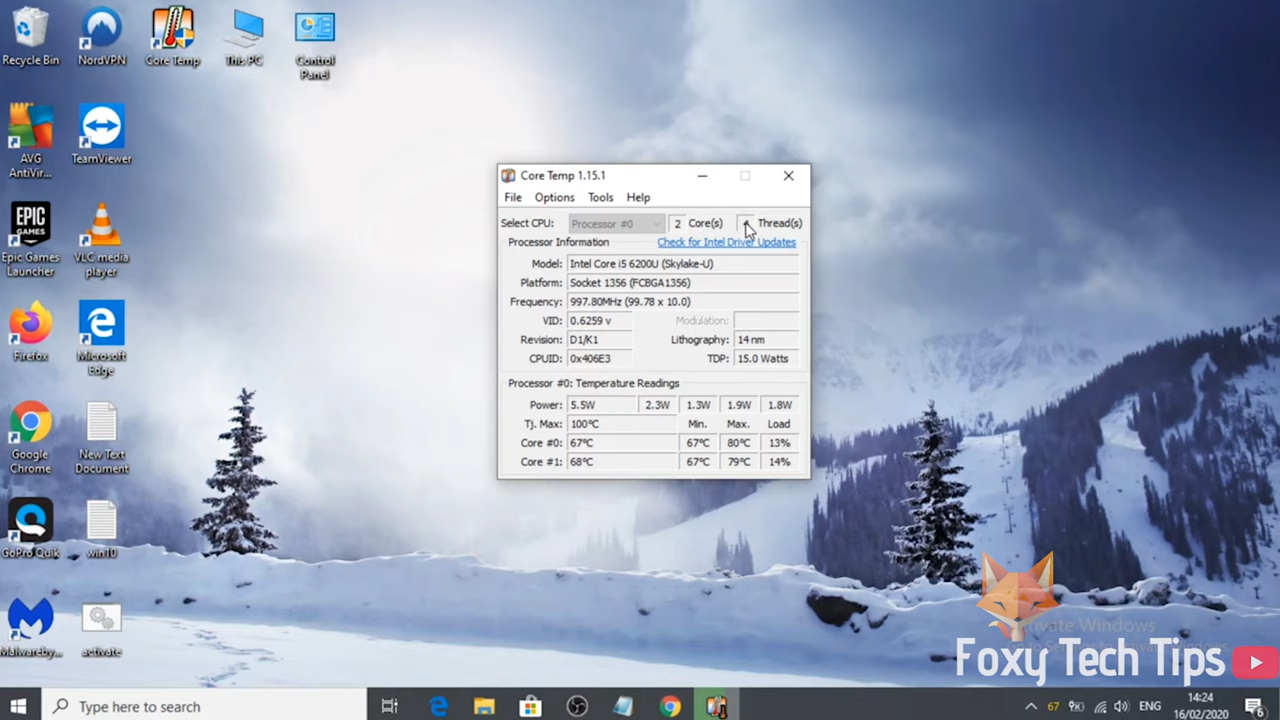 Recycle Bin
NordVPN
Core Temp
This PC
Control
Panel
AVG
AntiVir...
TeamViewer
EPIC
GAMES
Epic Games
Launcher
VLC media
player
Firefox
Microsoft
Edge
Google
Chrome
New Text
Document
GoPro Quik
win10
Malwareby...
activate
Core Temp 1.15.1
File Options Tools Help
Select CPU: Processor #0 2 Core(s) Thread(s)
Processor Information Check for Intel Driver Updates
Model: Intel Core i5 6200U (Skylake-U)
Platform: Socket 1356 (FCBGA1356)
Frequency: 997.80MHz (99.78 x 10.0)
VID: 0.6259 v Modulation:
Revision: D1/K1 Lithography: 14 nm
CPUID: 0x406E3 TDP: 15.0 Watts
Processor #0: Temperature Readings
Power: 5.5W 2.3W 1.3W 1.9W 1.8W
Tj. Max: 100°C Min. Max. Load
Core #0: 67°C 67°C 80°C 13%
Core #1: 68°C 67°C 79°C 14%
Activate Windows
Foxy Tech Tips
Type here to search
67
ENG
14:24
16/02/2020
6